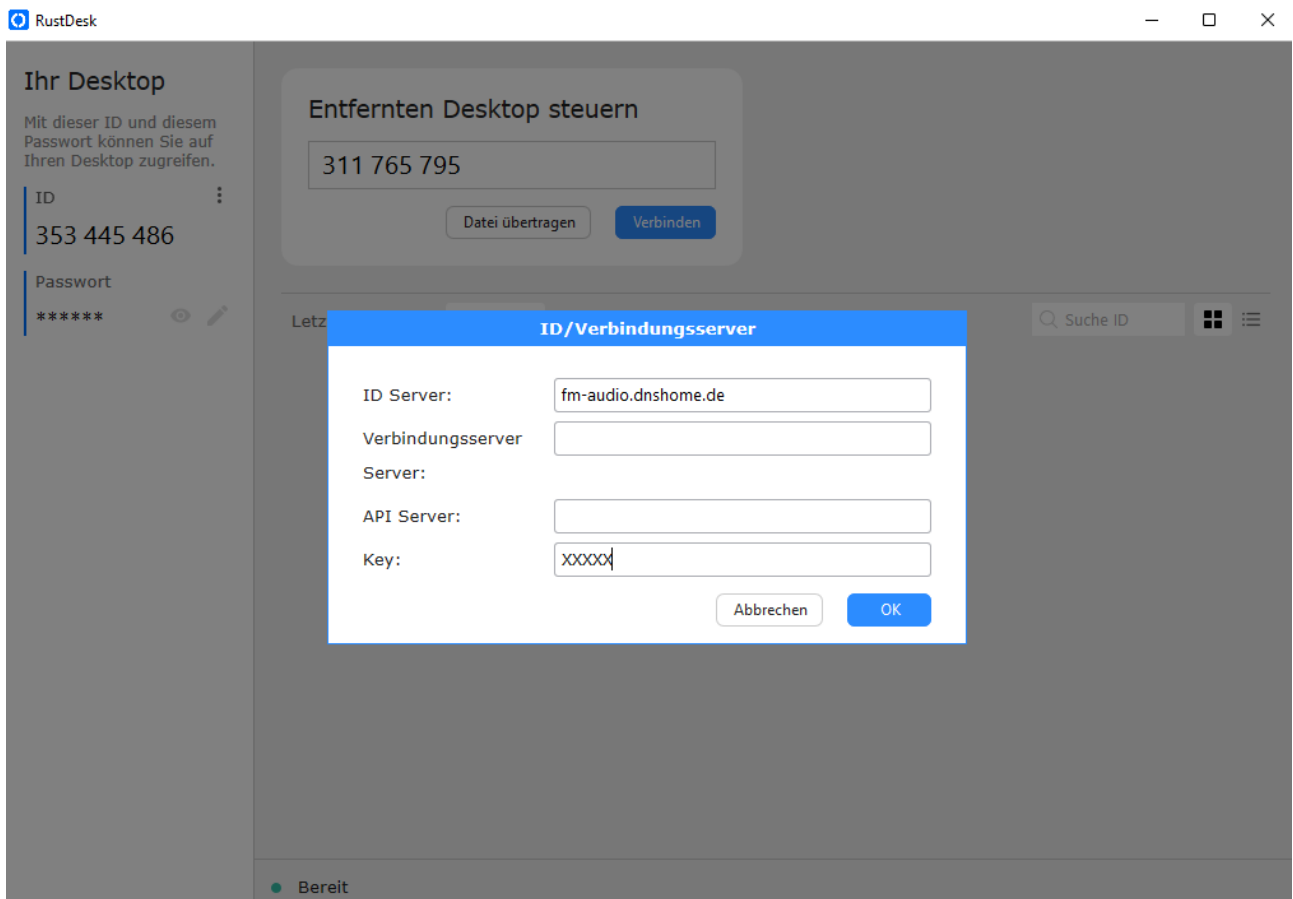 RustDesk
Ihr Desktop
Mit dieser ID und diesem
Passwort können Sie auf
Ihren Desktop zugreifen.
ID
353 445 486
Passwort
******
Entfernten Desktop steuern
311 765 795
Datei übertragen
Verbinden
Letz
Suche ID
ID/Verbindungsserver
ID Server:
fm-audio.dnshome.de
Verbindungsserver
Server:
API Server:
Key:
XXXXX
Abbrechen
OK
Bereit